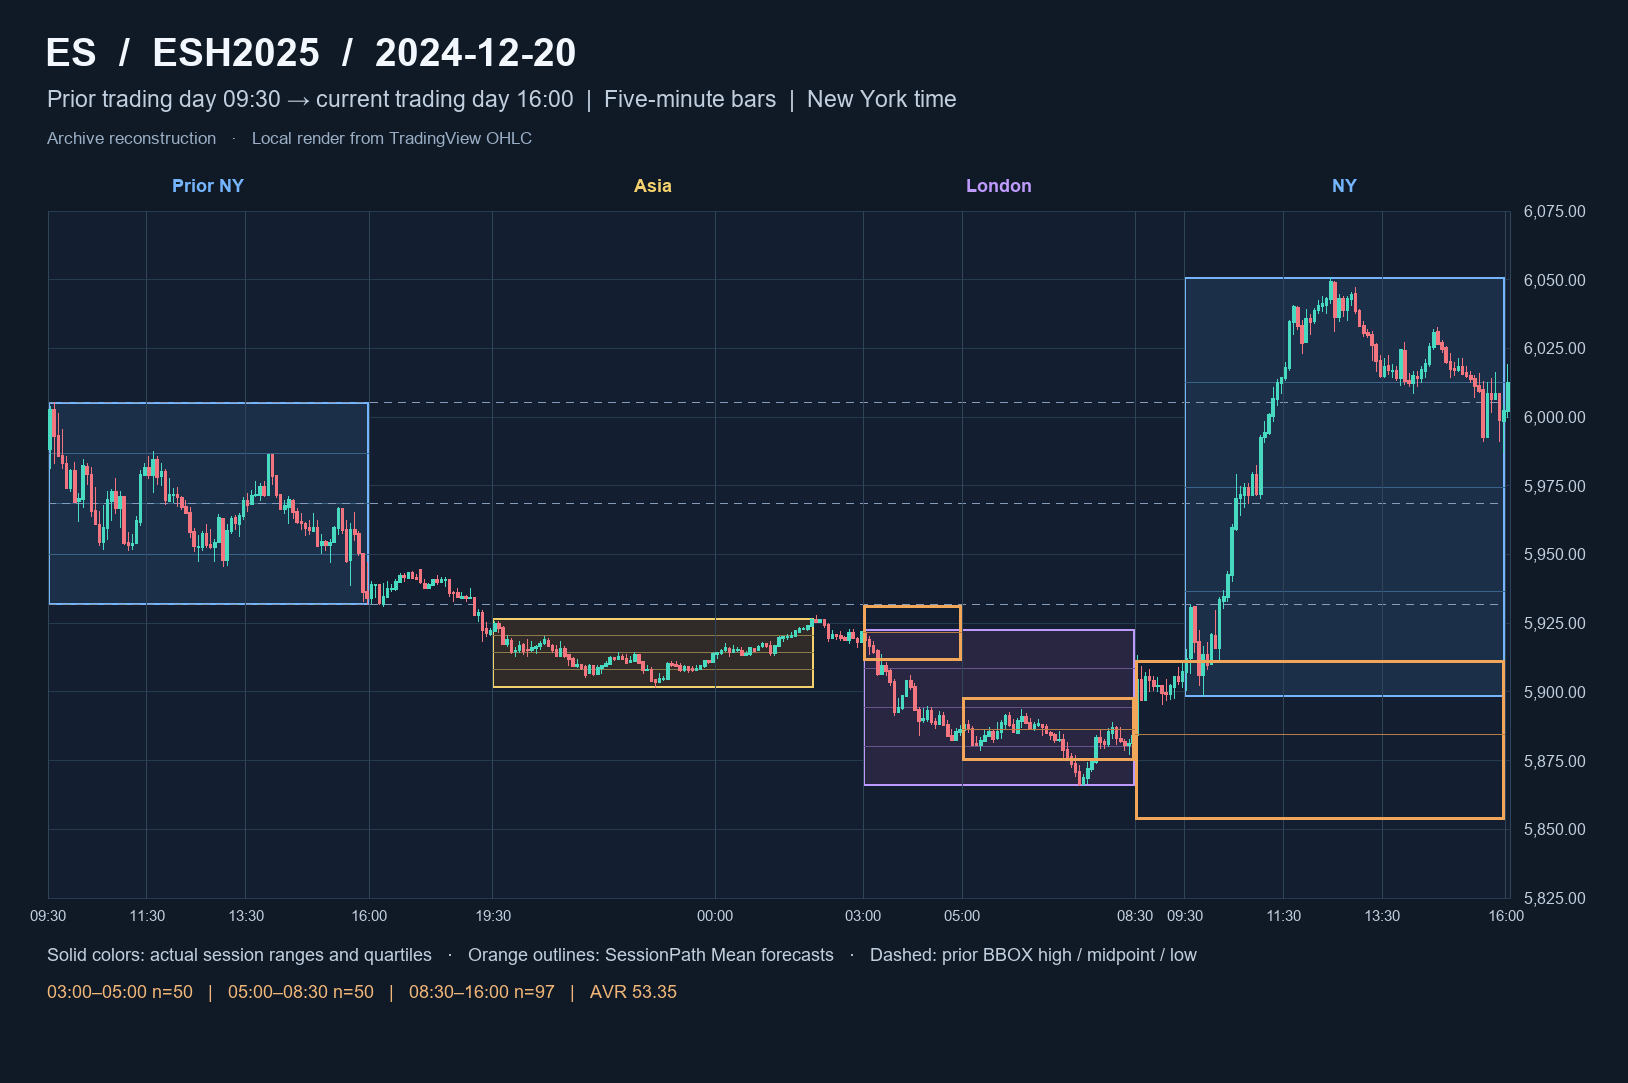 ES / ESH2025 / 2024-12-20
Prior trading day 09:30 → current trading day 16:00 | Five-minute bars | New York time
Archive reconstruction · Local render from TradingView OHLC
Prior NY Asia London NY
6,075.00
6,050.00
6,025.00
6,000.00
5,975.00
5,950.00
5,925.00
5,900.00
5,875.00
5,850.00
5,825.00
09:30 11:30 13:30 16:00 19:30 00:00 03:00 05:00 08:30 09:30 11:30 13:30 16:00
Solid colors: actual session ranges and quartiles · Orange outlines: SessionPath Mean forecasts · Dashed: prior BBOX high / midpoint / low
03:00–05:00 n=50 | 05:00–08:30 n=50 | 08:30–16:00 n=97 | AVR 53.35